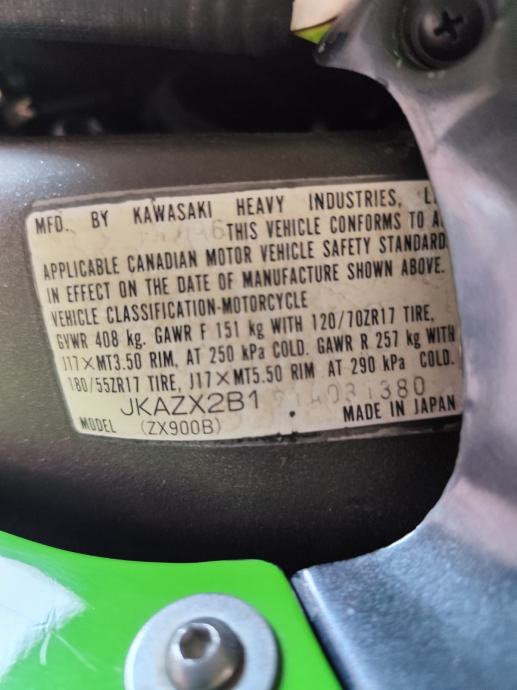 MFD. BY KAWASAKI HEAVY INDUSTRIES, L
THIS VEHICLE CONFORMS TO A
APPLICABLE CANADIAN MOTOR VEHICLE SAFETY STANDARD
IN EFFECT ON THE DATE OF MANUFACTURE SHOWN ABOVE.
VEHICLE CLASSIFICATION-MOTORCYCLE
GVWR 408 kg. GAWR F 151 kg WITH 120/70ZR17 TIRE,
J17×MT3.50 RIM, AT 250 kPa COLD. GAWR R 257 kg WITH
180/55ZR17 TIRE, J17×MT5.50 RIM AT 290 kPa COLD.
JKAZX2B1
MODEL (ZX900B) MADE IN JAPAN